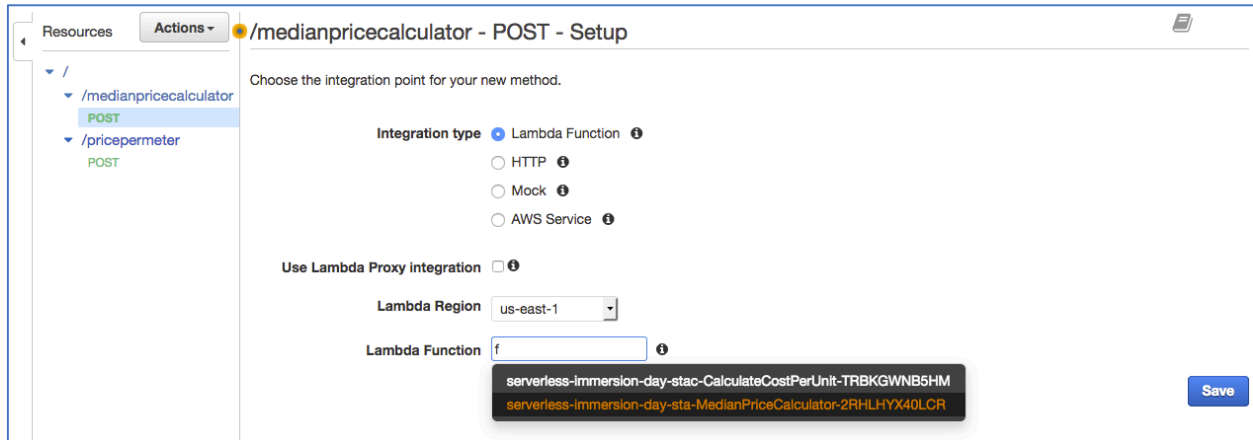 Resources
Actions
/medianpricecalculator - POST - Setup
/
/medianpricecalculator
POST
/pricepermeter
POST
Choose the integration point for your new method.
Integration type Lambda Function
HTTP
Mock
AWS Service
Use Lambda Proxy integration
Lambda Region us-east-1
Lambda Function f
serverless-immersion-day-stac-CalculateCostPerUnit-TRBKGWNB5HM
serverless-immersion-day-sta-MedianPriceCalculator-2RHLHYX40LCR
Save